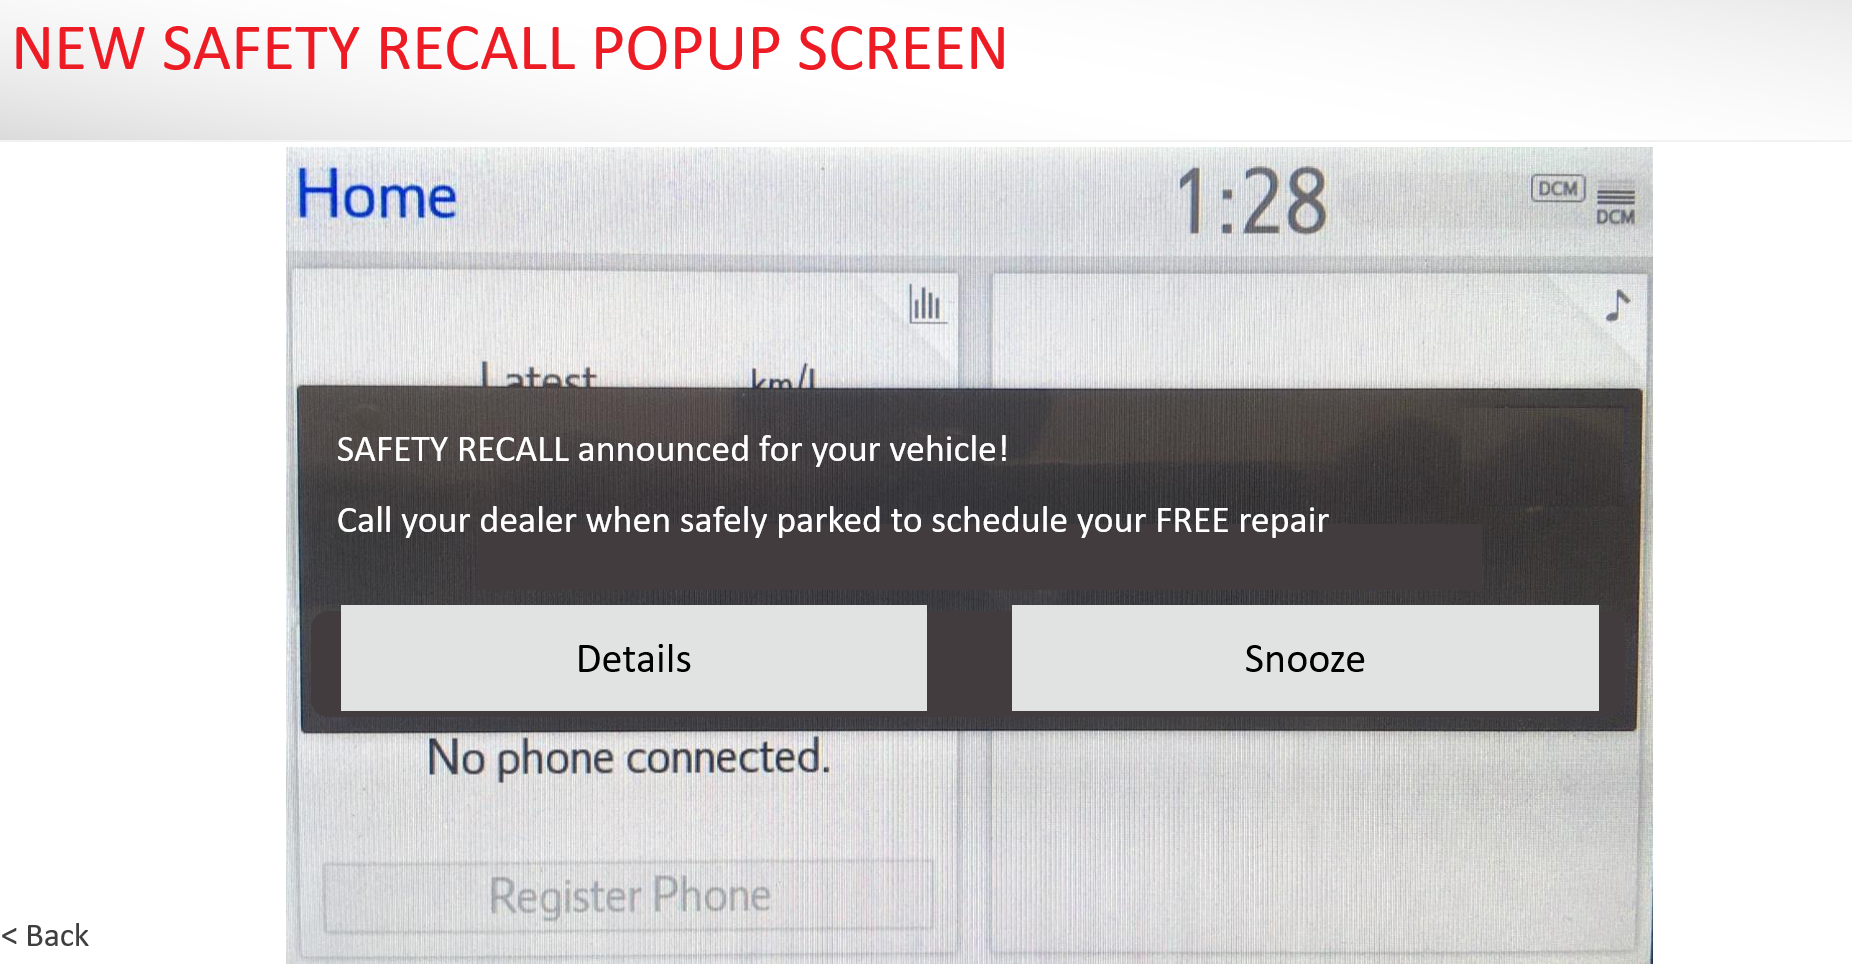 NEW SAFETY RECALL POPUP SCREEN
Home
1:28
DCM
DCM
Latest
km/l
SAFETY RECALL announced for your vehicle!
Call your dealer when safely parked to schedule your FREE repair
Details
Snooze
No phone connected.
Register Phone
< Back